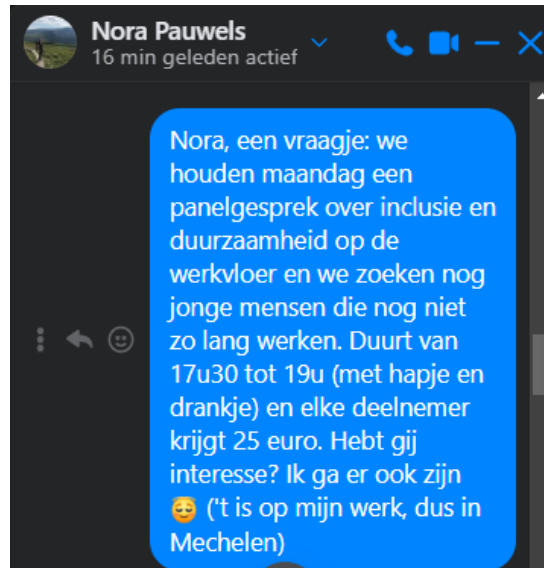 Nora Pauwels
16 min geleden actief
Nora, een vraagje: we
houden maandag een
panelgesprek over inclusie en
duurzaamheid op de
werkvloer en we zoeken nog
jonge mensen die nog niet
zo lang werken. Duurt van
17u30 tot 19u (met hapje en
drankje) en elke deelnemer
krijgt 25 euro. Hebt gij
interesse? Ik ga er ook zijn
😇 ('t is op mijn werk, dus in
Mechelen)